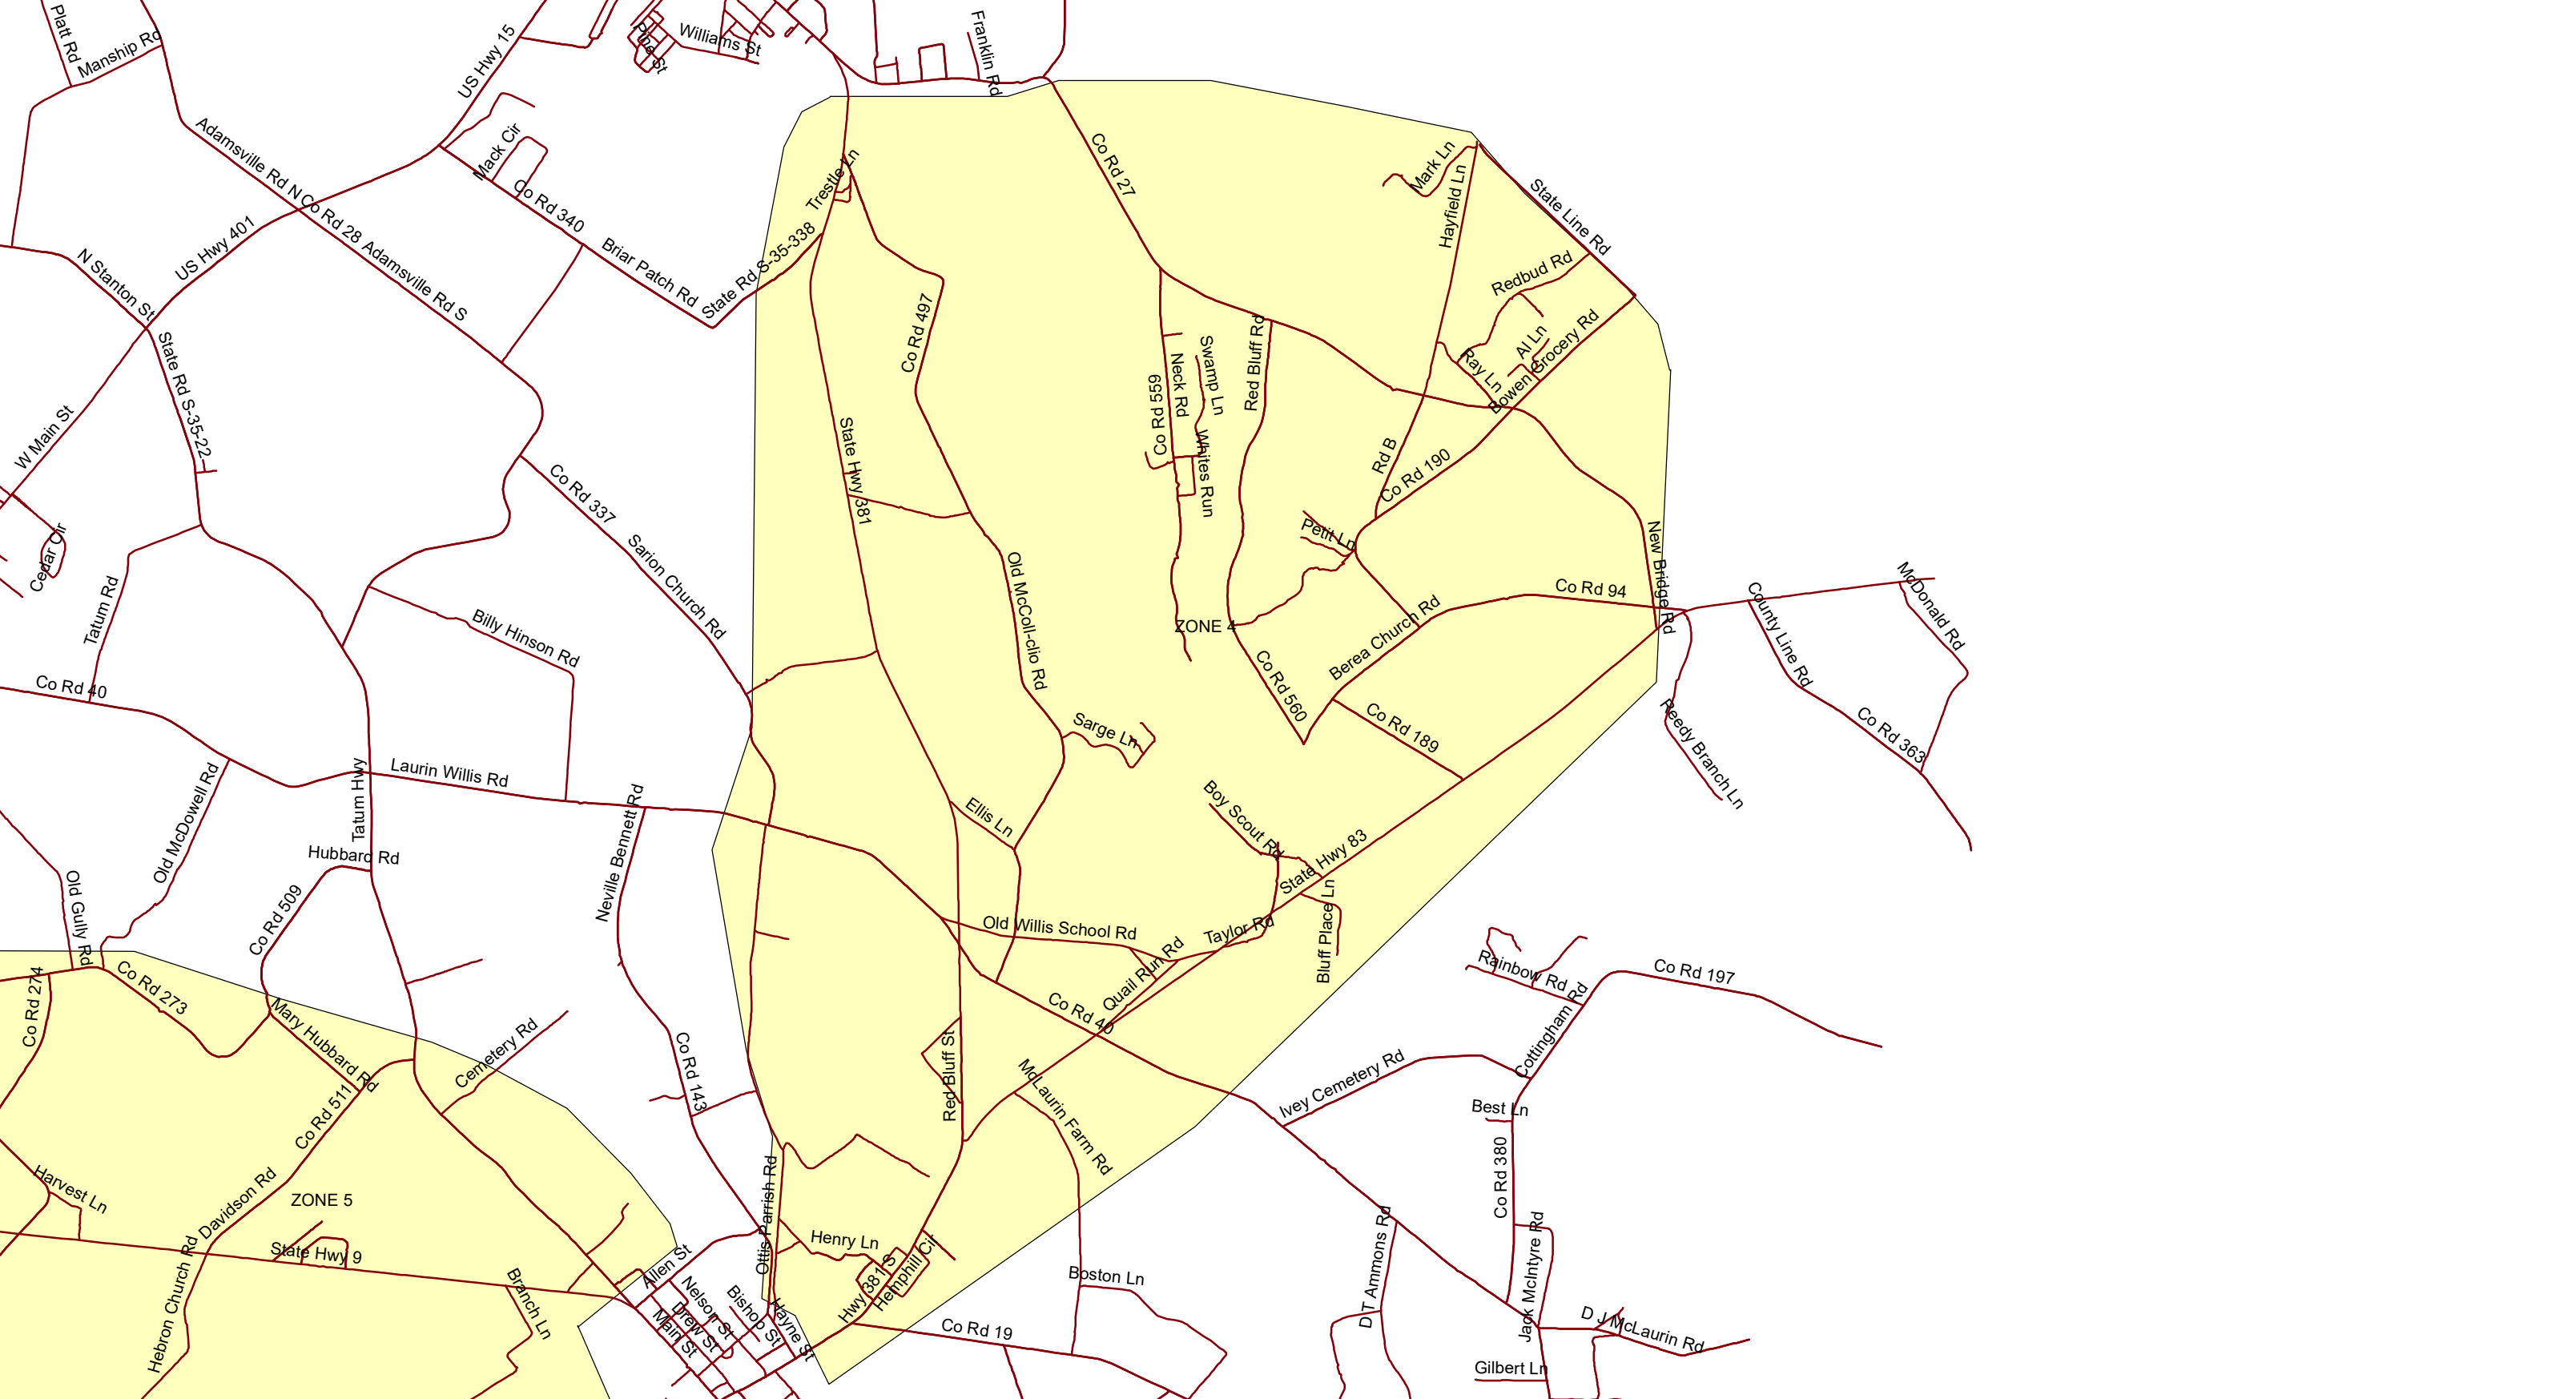 Platt Rd
Manship Rd
US Hwy 15
Pine St
Williams St
Franklin Rd
Adamsville Rd N
Co Rd 28
Adamsville Rd S
Mack Cir
Co Rd 340
Briar Patch Rd
State Rd S-35-338
Trestle Ln
Co Rd 27
Mark Ln
Hayfield Ln
State Line Rd
N Stanton St
US Hwy 401
Redbud Rd
Al Ln
Ray Ln
Bowen Grocery Rd
State Rd S-35-22
W Main St
Co Rd 497
Co Rd 559
Neck Rd
Swamp Ln
Whites Run
Red Bluff Rd
State Hwy 381
Rd B
Co Rd 190
Co Rd 337
Sarion Church Rd
Cedar Cir
Tatum Rd
Petit Ln
New Bridge Rd
Co Rd 94
Berea Church Rd
ZONE 4
County Line Rd
McDonald Rd
Billy Hinson Rd
Old McColl-clio Rd
Co Rd 560
Co Rd 189
Reedy Branch Ln
Co Rd 363
Co Rd 40
Sarge Ln
Laurin Willis Rd
Tatum Hwy
Old McDowell Rd
Neville Bennett Rd
Ellis Ln
Boy Scout Rd
State Hwy 83
Hubbard Rd
Old Gully Rd
Co Rd 509
Old Willis School Rd
Quail Run Rd
Taylor Rd
Bluff Place Ln
Co Rd 274
Co Rd 273
Mary Hubbard Rd
Cemetery Rd
Co Rd 143
Co Rd 40
Rainbow Rd
Co Rd 197
Cottingham Rd
Red Bluff St
McLaurin Farm Rd
Ivey Cemetery Rd
Best Ln
Co Rd 511
Co Rd 380
Harvest Ln
Davidson Rd
ZONE 5
State Hwy 9
Hebron Church Rd
Branch Ln
Ottis Parrish Rd
Henry Ln
Hwy 381 S
Hemphill Cir
Allen St
Nelson St
Drew St
Main St
Bishop St
Hayne St
Co Rd 19
Boston Ln
D T Ammons Rd
Jack McIntyre Rd
D J McLaurin Rd
Gilbert Ln